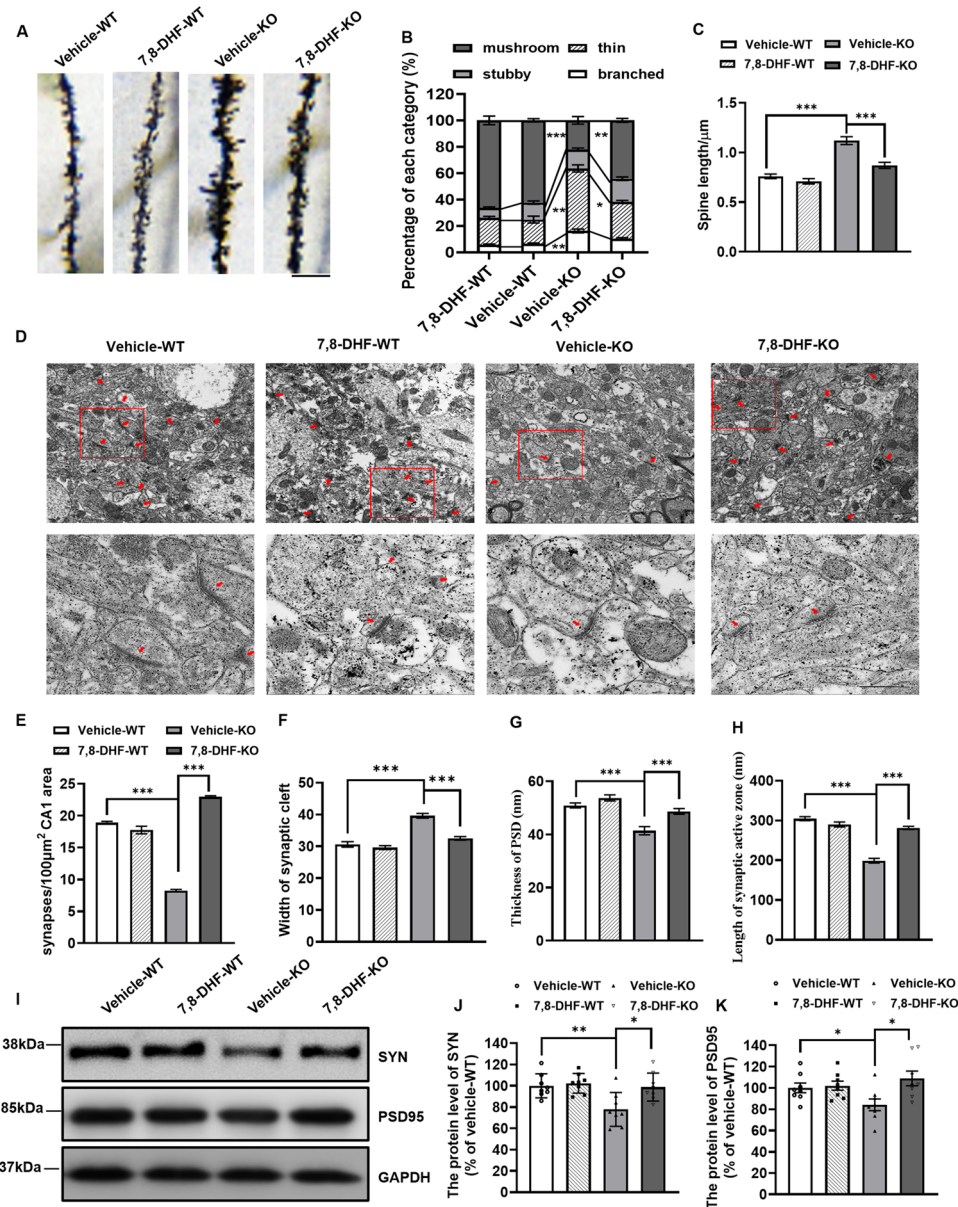 A
Vehicle-WT
7,8-DHF-WT
Vehicle-KO
7,8-DHF-KO
B
mushroom
thin
stubby
branched
Percentage of each category (%)
120
100
80
60
40
20
0
***
**
**
*
**
7,8-DHF-WT
Vehicle-WT
Vehicle-KO
7,8-DHF-KO
C
Vehicle-WT
Vehicle-KO
7,8-DHF-WT
7,8-DHF-KO
Spine length/μm
1.5
1.0
0.5
0.0
***
***
D
Vehicle-WT
7,8-DHF-WT
Vehicle-KO
7,8-DHF-KO
E
Vehicle-WT
Vehicle-KO
7,8-DHF-WT
7,8-DHF-KO
synapses/100μm² CA1 area
25
20
15
10
5
0
***
***
F
Width of synaptic cleft
60
40
20
0
***
***
G
Thickness of PSD (nm)
60
40
20
0
***
***
H
Length of synaptic active zone (nm)
400
300
200
100
0
***
***
I
Vehicle-WT
7,8-DHF-WT
Vehicle-KO
7,8-DHF-KO
38kDa
SYN
85kDa
PSD95
37kDa
GAPDH
J
Vehicle-WT
Vehicle-KO
7,8-DHF-WT
7,8-DHF-KO
The protein level of SYN
(% of vehicle-WT)
140
120
100
80
60
40
20
0
**
*
K
Vehicle-WT
Vehicle-KO
7,8-DHF-WT
7,8-DHF-KO
The protein level of PSD95
(% of vehicle-WT)
140
120
100
80
60
40
20
0
*
*